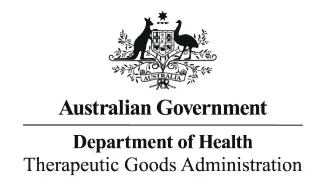 AUSTRALIA
Australian Government
Department of Health
Therapeutic Goods Administration